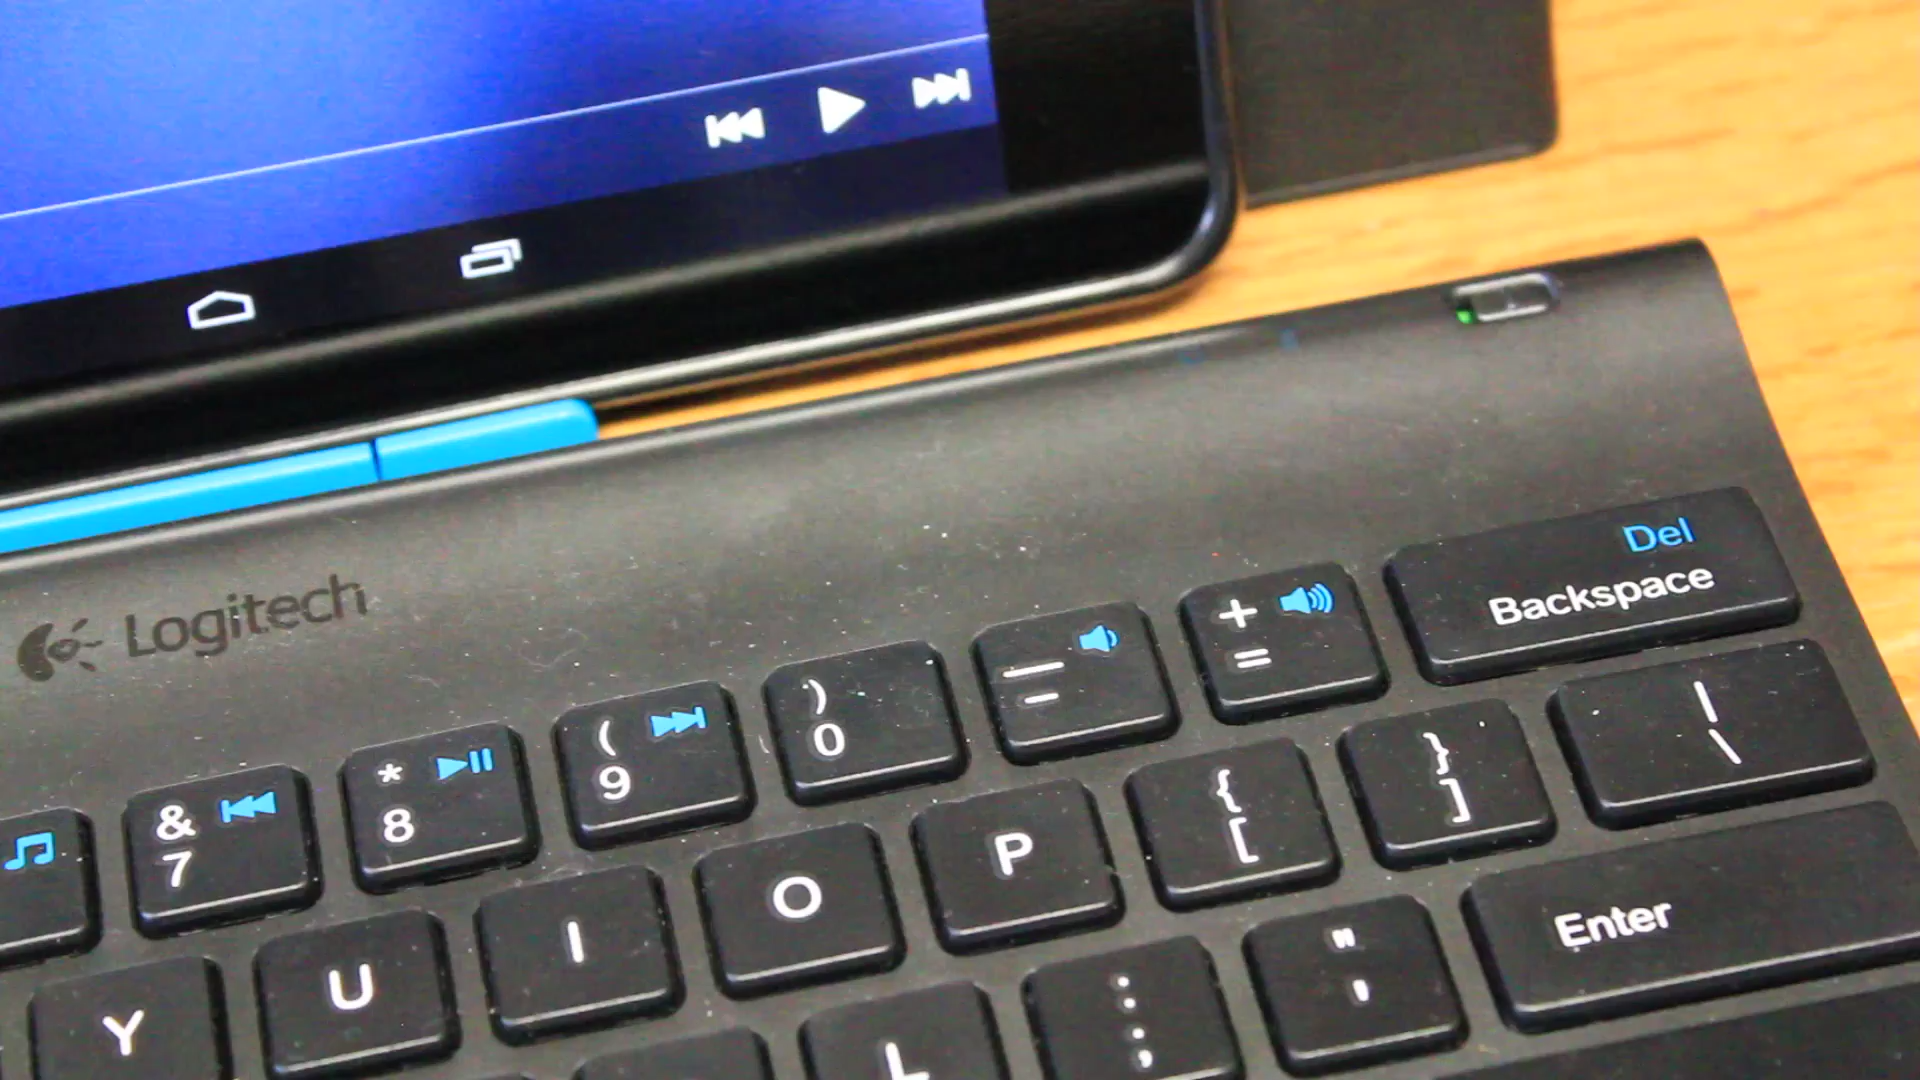 Logitech
Del
Backspace
& 7
* 8
( 9
) 0
_ -
+ =
Y
U
I
O
P
{ [
} ]
| \
L
: ;
" '
Enter